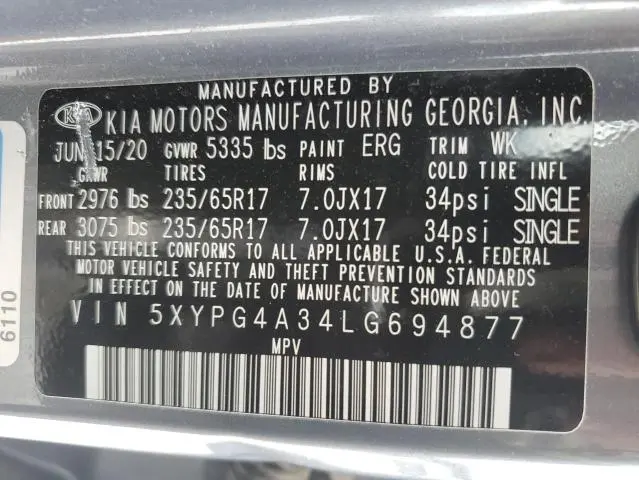 MANUFACTURED BY
KIA KIA MOTORS MANUFACTURING GEORGIA, INC.
JUN/15/20 GVWR 5335 lbs PAINT ERG TRIM WK
GAWR TIRES RIMS COLD TIRE INFL
FRONT 2976 lbs 235/65R17 7.0JX17 34psi SINGLE
REAR 3075 lbs 235/65R17 7.0JX17 34psi SINGLE
THIS VEHICLE CONFORMS TO ALL APPLICABLE U.S.A. FEDERAL
MOTOR VEHICLE SAFETY AND THEFT PREVENTION STANDARDS
IN EFFECT ON THE DATE OF MANUFACTURE SHOWN ABOVE.
VIN 5XYPG4A34LG694877
MPV
6110